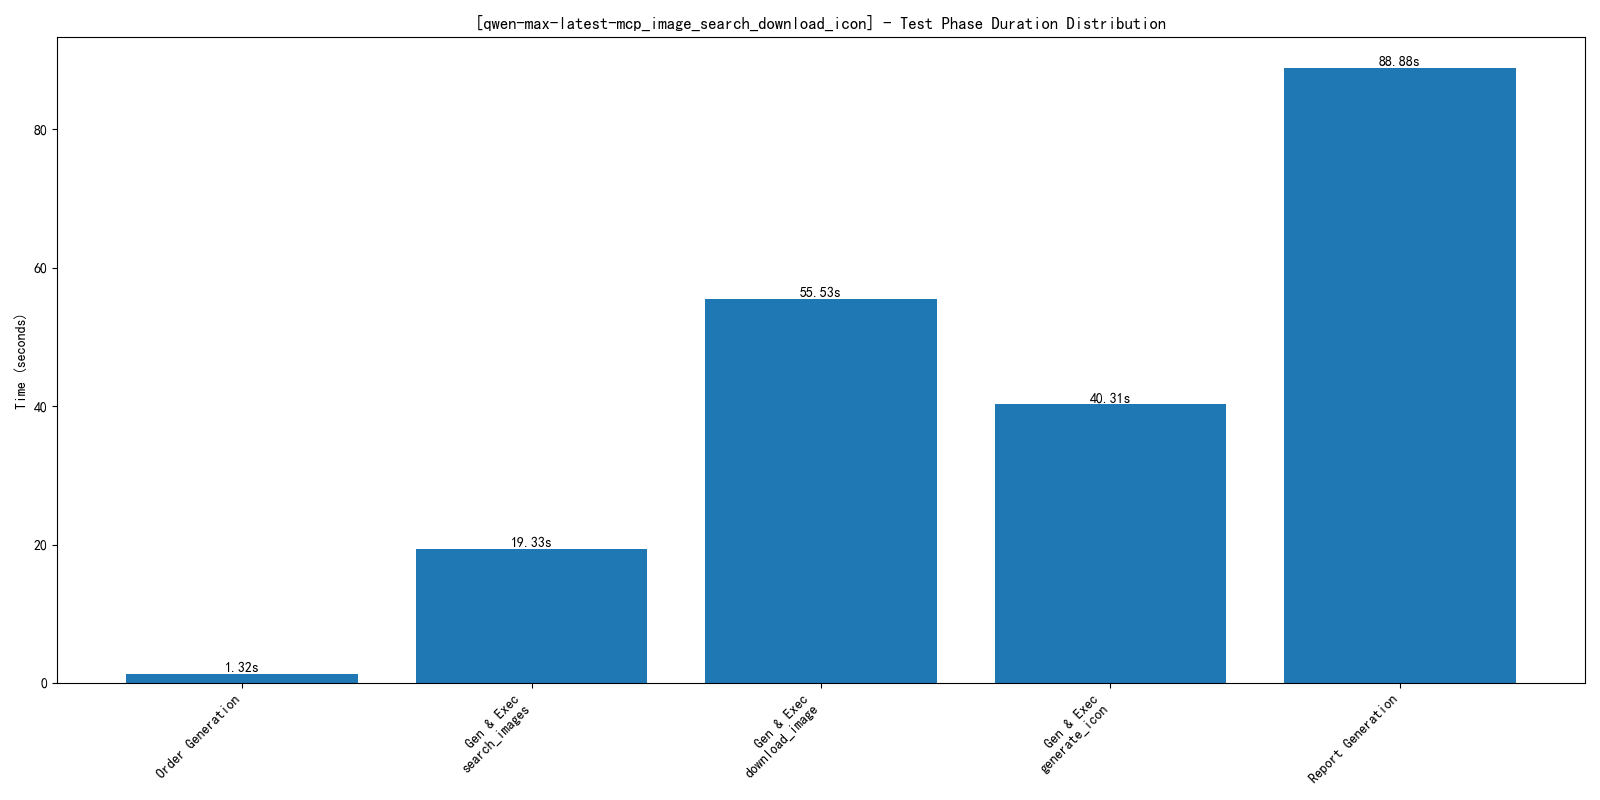 [qwen-max-latest-mcp_image_search_download_icon] - Test Phase Duration Distribution
Time (seconds)
80
60
40
20
0
1.32s
19.33s
55.53s
40.31s
88.88s
Order Generation
Gen & Exec
search_images
Gen & Exec
download_image
Gen & Exec
generate_icon
Report Generation